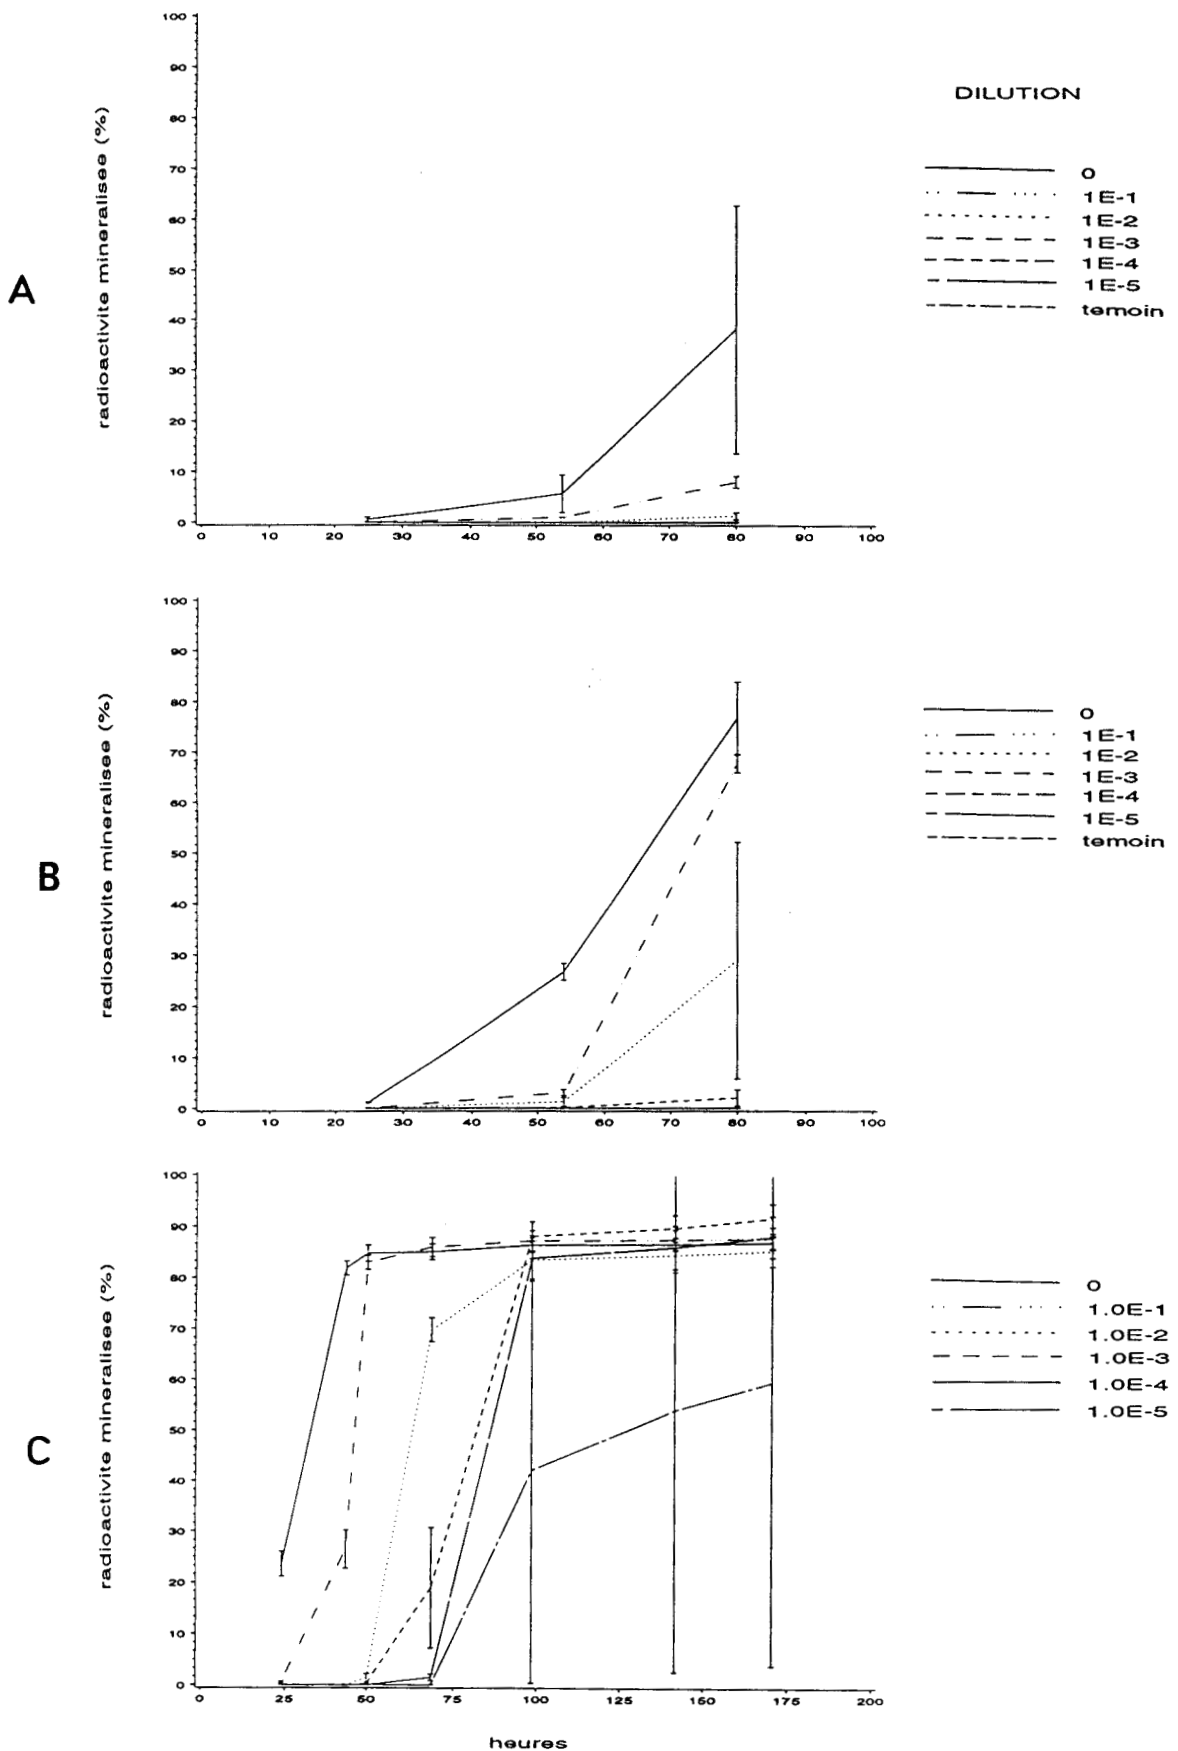 A
radioactivite mineralisee (%)
100
90
80
70
60
50
40
30
20
10
0
0 10 20 30 40 50 60 70 80 90 100
DILUTION
0
1E-1
1E-2
1E-3
1E-4
1E-5
temoin
B
radioactivite mineralisee (%)
100
90
80
70
60
50
40
30
20
10
0
0 10 20 30 40 50 60 70 80 90 100
0
1E-1
1E-2
1E-3
1E-4
1E-5
temoin
C
radioactivite mineralisee (%)
100
90
80
70
60
50
40
30
20
10
0
0 25 50 75 100 125 150 175 200
heures
0
1.0E-1
1.0E-2
1.0E-3
1.0E-4
1.0E-5